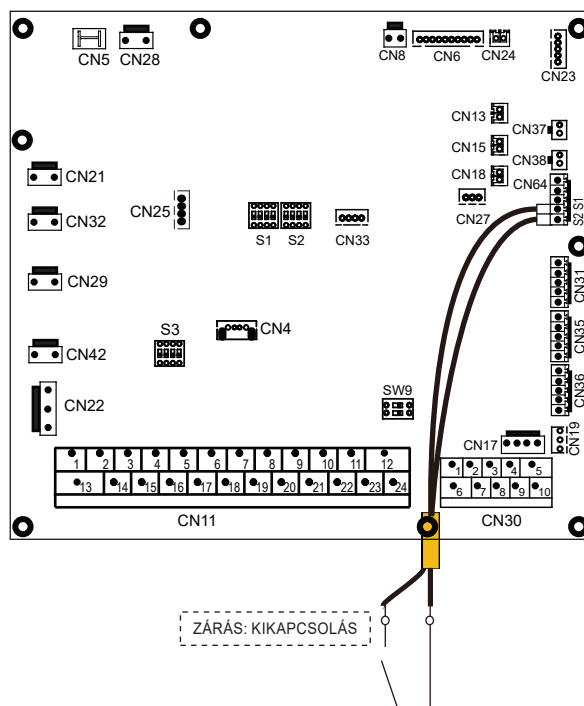 CN5
CN28
CN8
CN6
CN24
CN23
CN13
CN37
CN15
CN38
CN18
CN64
CN21
CN25
CN32
S1
S2
CN33
CN27
S2 S1
CN29
CN31
CN4
S3
CN35
CN42
CN36
SW9
CN22
CN17
CN19
1 2 3 4 5 6 7 8 9 10 11 12
13 14 15 16 17 18 19 20 21 22 23 24
1 2 3 4 5
6 7 8 9 10
CN11
CN30
ZÁRÁS: KIKAPCSOLÁS